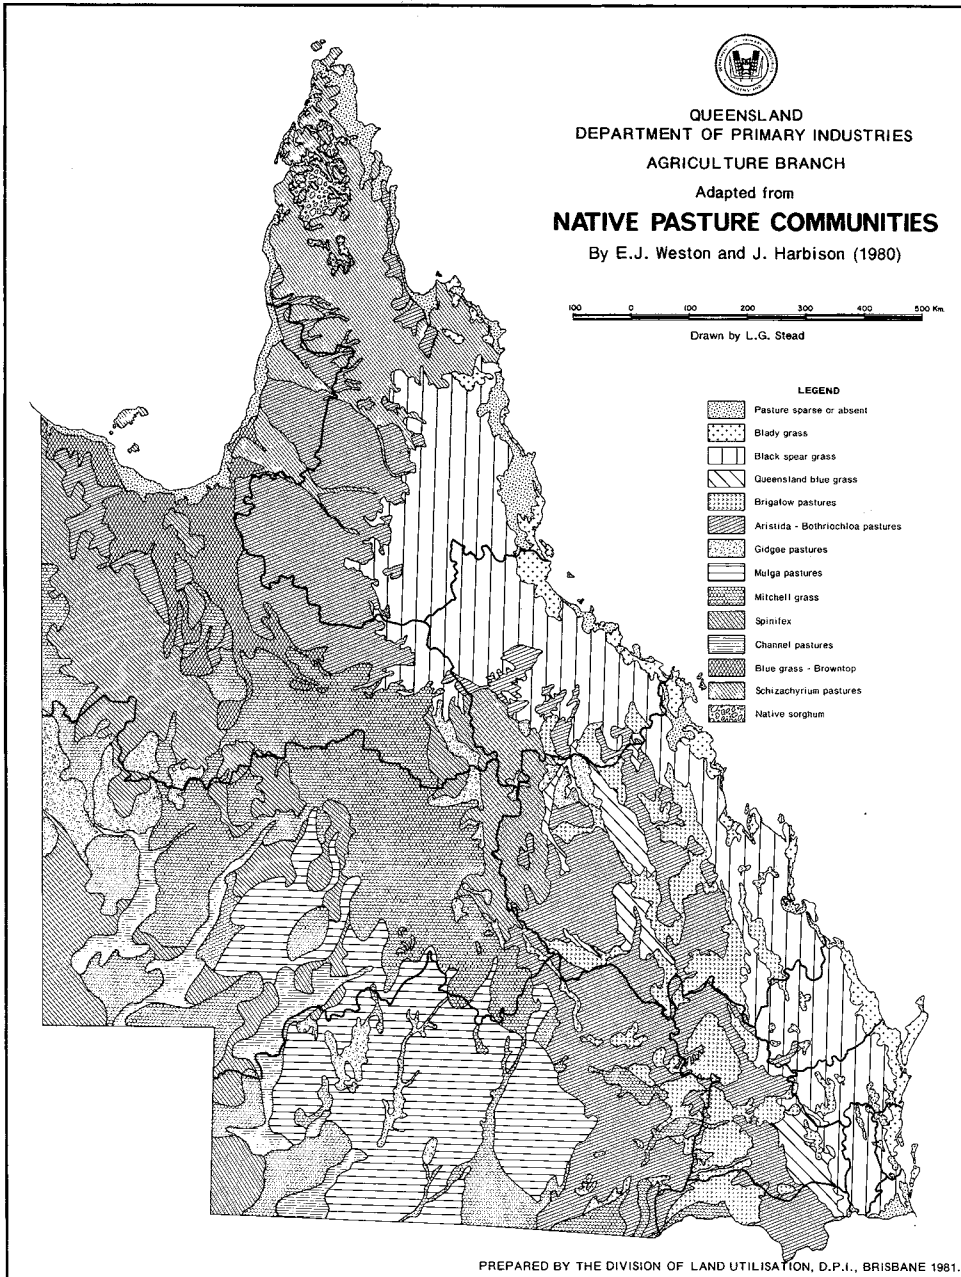 QUEENSLAND
DEPARTMENT OF PRIMARY INDUSTRIES
AGRICULTURE BRANCH
Adapted from
NATIVE PASTURE COMMUNITIES
By E.J. Weston and J. Harbison (1980)
100 0 100 200 300 400 500 Km.
Drawn by L.G. Stead
LEGEND
Pasture sparse or absent
Blady grass
Black spear grass
Queensland blue grass
Brigalow pastures
Aristida - Bothriochloa pastures
Gidgee pastures
Mulga pastures
Mitchell grass
Spinifex
Channel pastures
Blue grass - Browntop
Schizachyrium pastures
Native sorghum
PREPARED BY THE DIVISION OF LAND UTILISATION, D.P.I., BRISBANE 1981.